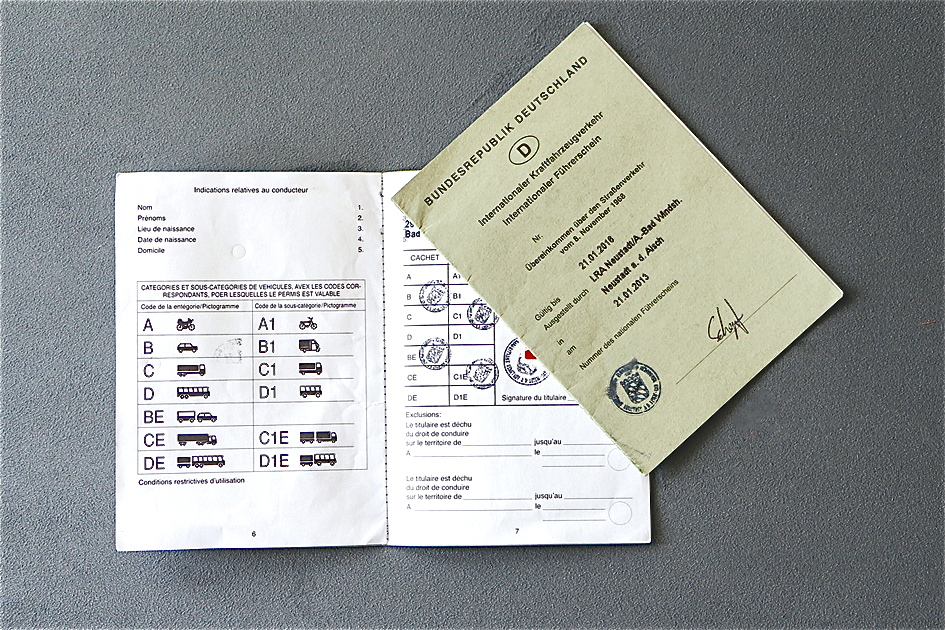 Indications relatives au conducteur
Nom 1.
Prénoms 2.
Lieu de naissance 3.
Date de naissance 4.
Domicile 5.
CATEGORIES ET SOUS-CATEGORIES DE VEHICULES, AVEX LES CODES COR-
RESPONDANTS, POER LESQUELLES LE PERMIS EST VALABLE
Code de la entégorie/Pictogramme Code de la sous-catégorie/Pictogramme
A A1
B B1
C C1
D D1
BE
CE C1E
DE D1E
Conditions restrictives d'utilisation
6
Bad
CACHET
A A1
B B1
C C1
D D1
BE
CE C1E
DE D1E
Signature du titulaire
Exclusions:
Le titulaire est déchu
du droit de conduire
sur le territoire de jusqu'au
A le
Le titulaire est déchu
du droit de conduire
sur le territoire de jusqu'au
A le
7
BUNDESREPUBLIK DEUTSCHLAND
D
Internationaler Kraftfahrzeugverkehr
Internationaler Führerschein
Nr.
Übereinkommen über den Straßenverkehr
vom 8. November 1968
Gültig bis 21.01.2016
Ausgestellt durch LRA Neustadt/A.-Bad Windsh.
in Neustadt a. d. Aisch
am 21.01.2013
Nummer des nationalen Führerscheins